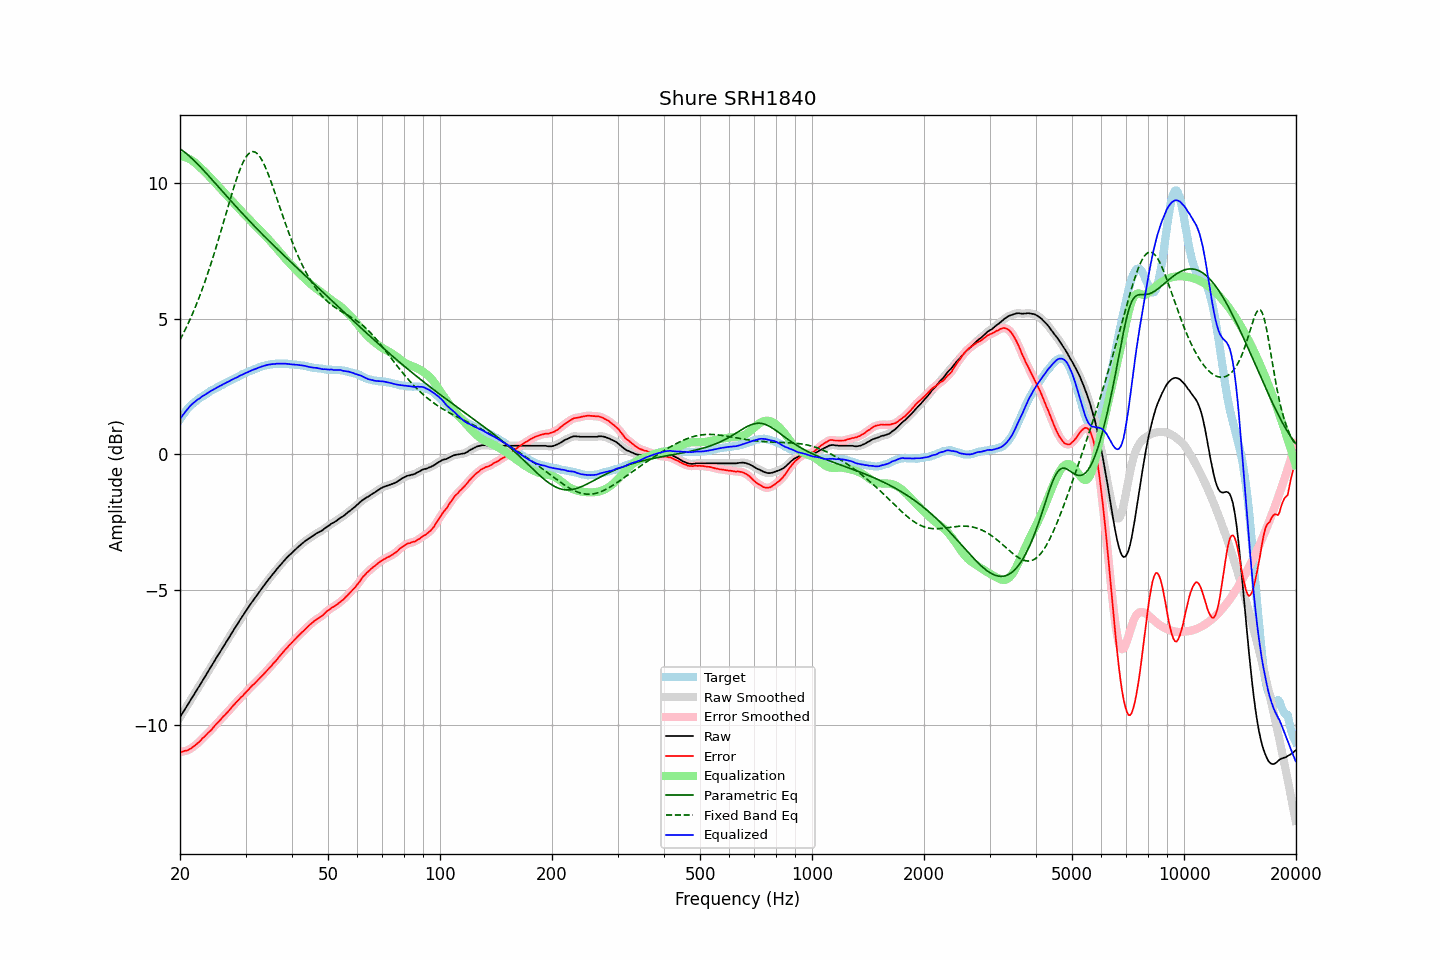 Shure SRH1840
10
5
0
−5
−10
Amplitude (dBr)
Target
Raw Smoothed
Error Smoothed
Raw
Error
Equalization
Parametric Eq
Fixed Band Eq
Equalized
20 50 100 200 500 1000 2000 5000 10000 20000
Frequency (Hz)